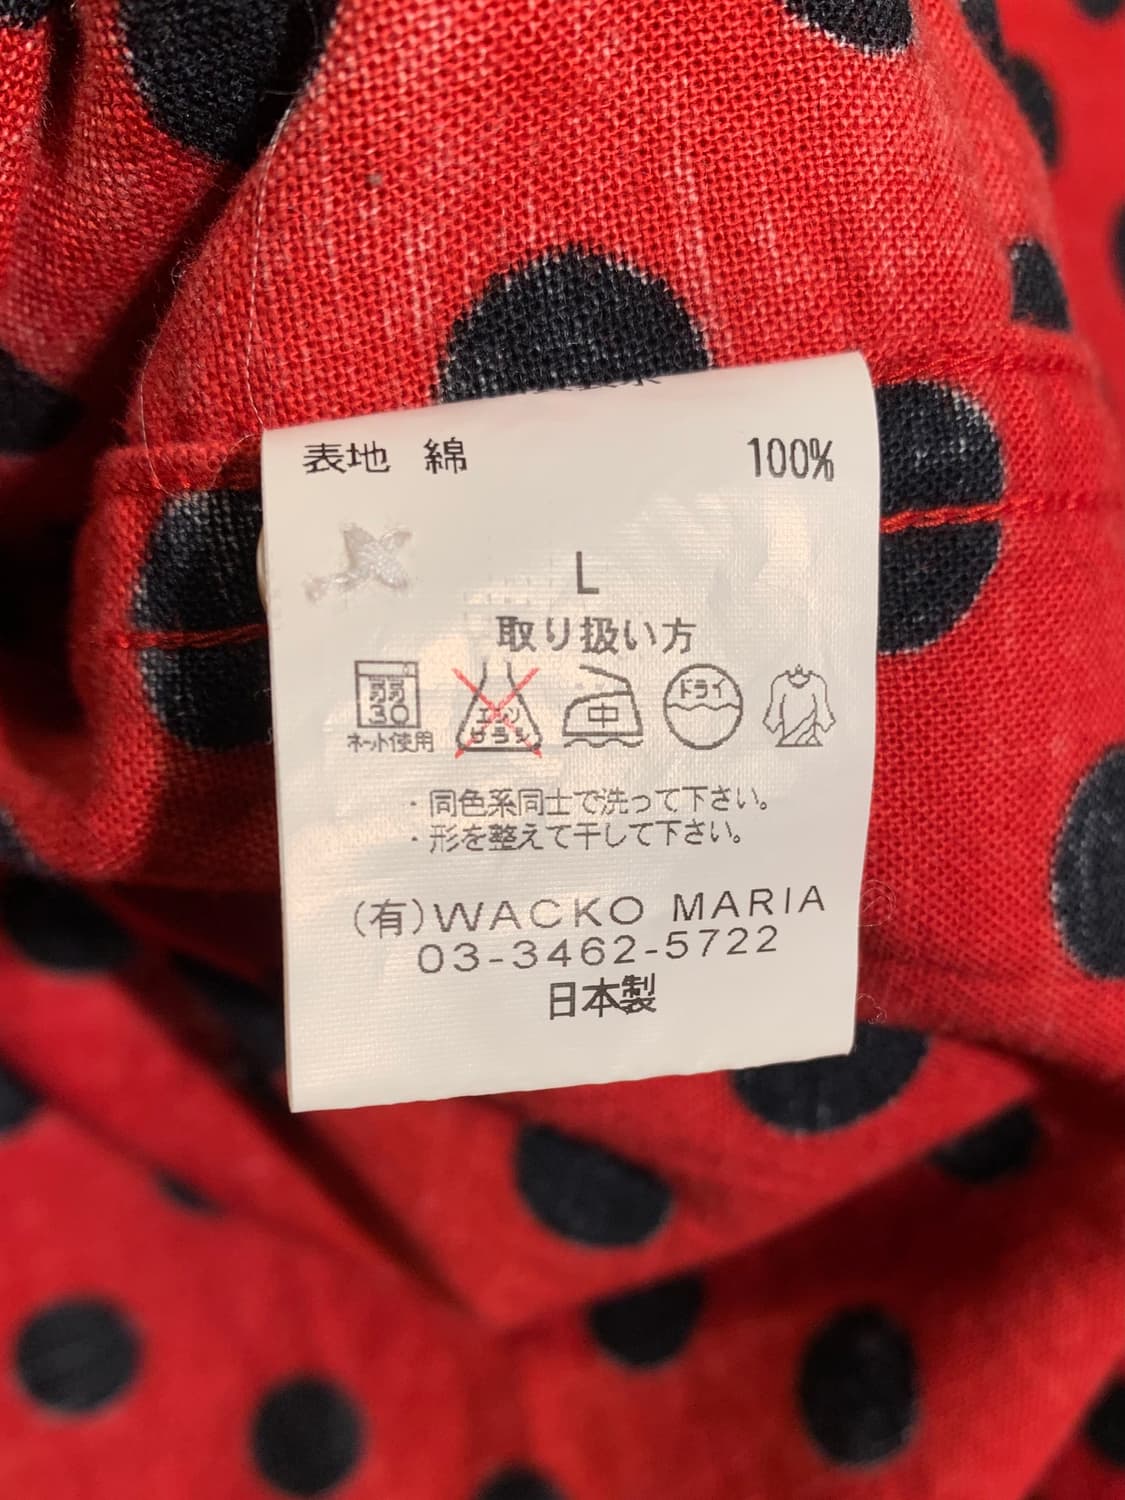 表地 綿 100%
L
取り扱い方
弱 30 エンソ サラシ 中 ドライ
ネット使用
・同色系同士で洗って下さい。
・形を整えて干して下さい。
(有)WACKO MARIA
03-3462-5722
日本製